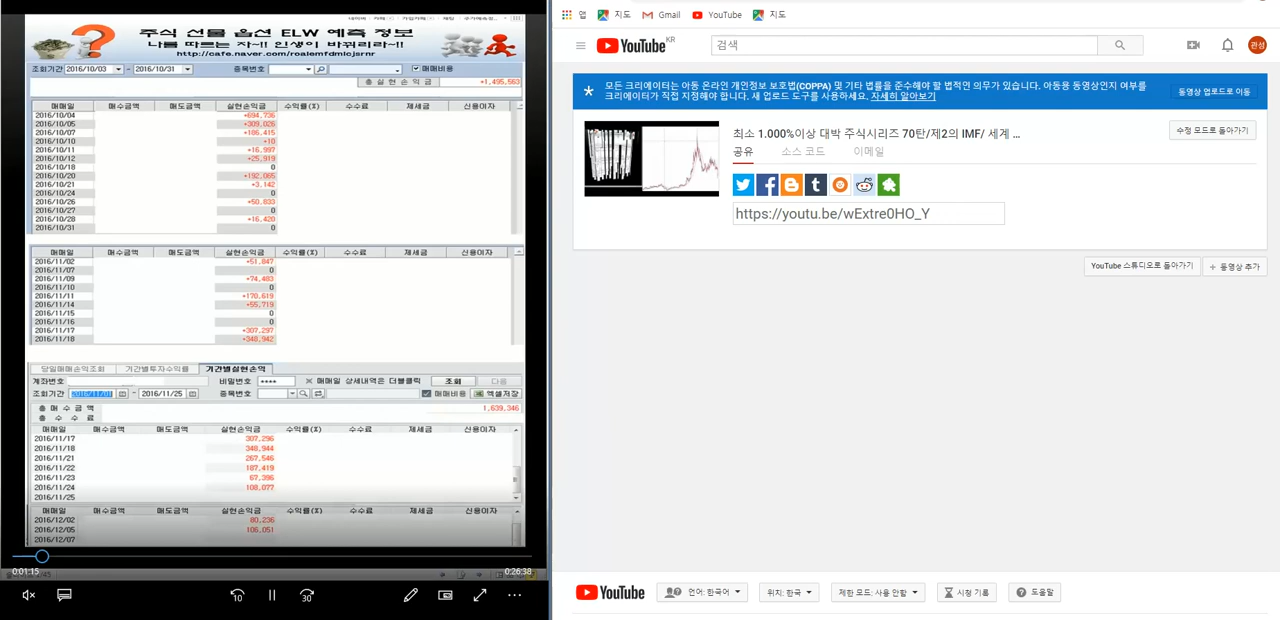 주식 선물 옵션 ELW 예측 정보
나를 따르는 자~!! 인생이 바뀌리라~!!
http://cafe.naver.com/roalemfdmlcjsrnr
조회기간 2016/10/03 ~ 2016/10/31 종목번호 매매비용
총실현손익금 +1,495,563
매매일 매수금액 매도금액 실현손익금 수익률(%) 수수료 제세금 신용이자
2016/10/04 +694,736
2016/10/05 +309,026
2016/10/07 +186,415
2016/10/10 +10
2016/10/11 +16,997
2016/10/12 +25,919
2016/10/18 0
2016/10/20 +192,065
2016/10/21 +3,142
2016/10/24 0
2016/10/26 +50,833
2016/10/27 0
2016/10/28 +16,420
2016/10/31 0
매매일 매수금액 매도금액 실현손익금 수익률(%) 수수료 제세금 신용이자
2016/11/02 +51,847
2016/11/07 0
2016/11/09 +74,483
2016/11/10 0
2016/11/11 +170,619
2016/11/14 +55,719
2016/11/15 0
2016/11/16 0
2016/11/17 +307,297
2016/11/18 +348,942
당일매매손익조회 기간별투자수익률 기간별실현손익
계좌번호 비밀번호 **** ※ 매매일 상세내역은 더블클릭 조회 다음
조회기간 2016/11/01 ~ 2016/11/25 종목번호 매매비용 엑셀저장
총매수금액 1,639,346
총수수료
매매일 매수금액 매도금액 실현손익금 수익률(%) 수수료 제세금 신용이자
2016/11/17 307,296
2016/11/18 348,944
2016/11/21 267,546
2016/11/22 187,419
2016/11/23 67,386
2016/11/24 108,077
2016/11/25
매매일 매수금액 매도금액 실현손익금 수익률(%) 수수료 제세금 신용이자
2016/12/02 80,236
2016/12/05 106,051
2016/12/07
0:01:15 0:26:38
10 30
앱 지도 Gmail YouTube 지도
YouTube KR 검색 관성
모든 크리에이터는 아동 온라인 개인정보 보호법(COPPA) 및 기타 법률을 준수해야 할 법적인 의무가 있습니다. 아동용 동영상인지 여부를
크리에이터가 직접 지정해야 합니다. 새 업로드 도구를 사용하세요. 자세히 알아보기
동영상 업로드로 이동
최소 1.000%이상 대박 주식시리즈 70탄/제2의 IMF/ 세계 ...
수정 모드로 돌아가기
공유 소스 코드 이메일
https://youtu.be/wExtre0HO_Y
YouTube 스튜디오로 돌아가기 + 동영상 추가
YouTube 언어: 한국어 위치: 한국 제한 모드: 사용 안함 시청 기록 도움말